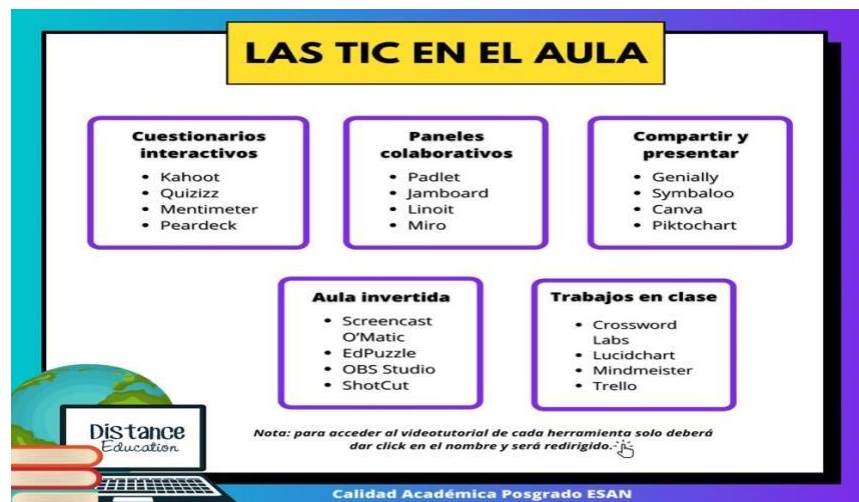 LAS TIC EN EL AULA
Cuestionarios
interactivos
• Kahoot
• Quizizz
• Mentimeter
• Peardeck
Paneles
colaborativos
• Padlet
• Jamboard
• Linoit
• Miro
Compartir y
presentar
• Genially
• Symbaloo
• Canva
• Piktochart
Aula invertida
• Screencast
O'Matic
• EdPuzzle
• OBS Studio
• ShotCut
Trabajos en clase
• Crossword
Labs
• Lucidchart
• Mindmeister
• Trello
Distance
Education
Nota: para acceder al videotutorial de cada herramienta solo deberá
dar click en el nombre y será redirigido.
Calidad Académica Posgrado ESAN